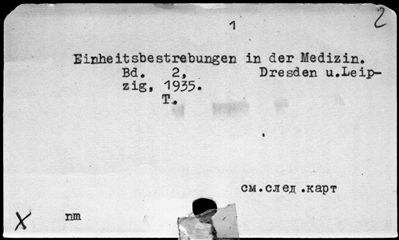 2
1
Einheitsbestrebungen in der Medizin.
Bd. 2, Dresden u.Leip-
zig, 1935.
T.
см.след.карт
X nm